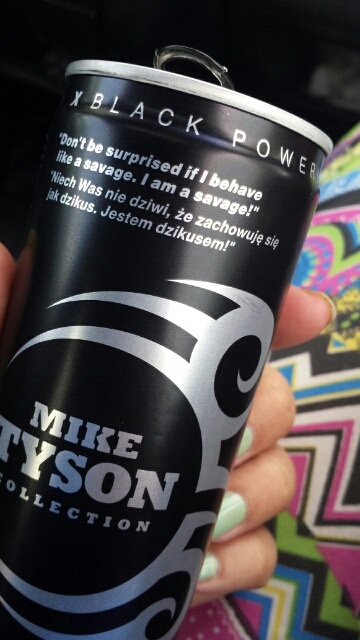 X BLACK POWER
"Don't be surprised if I behave
like a savage. I am a savage!"
"Niech Was nie dziwi, że zachowuję się
jak dzikus. Jestem dzikusem!"
MIKE
TYSON
COLLECTION